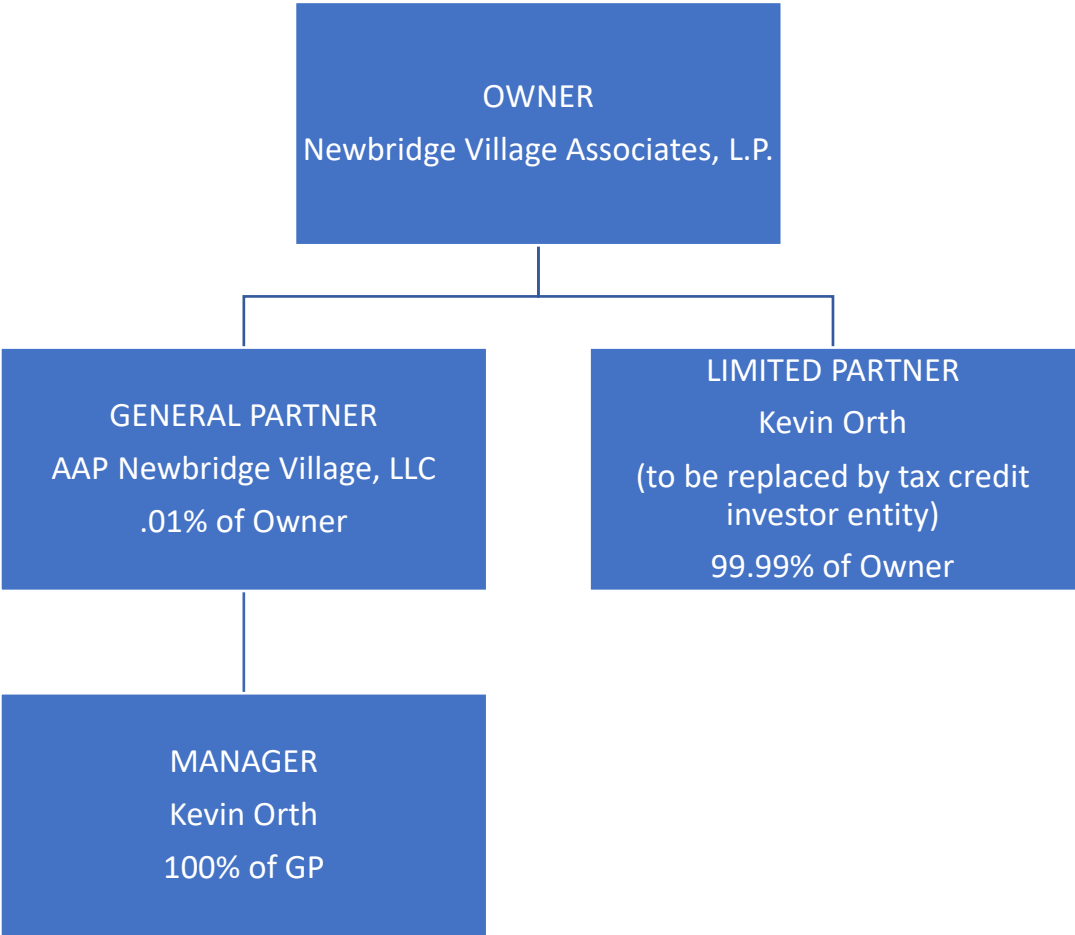 OWNER
Newbridge Village Associates, L.P.
GENERAL PARTNER
AAP Newbridge Village, LLC
.01% of Owner
LIMITED PARTNER
Kevin Orth
(to be replaced by tax credit
investor entity)
99.99% of Owner
MANAGER
Kevin Orth
100% of GP